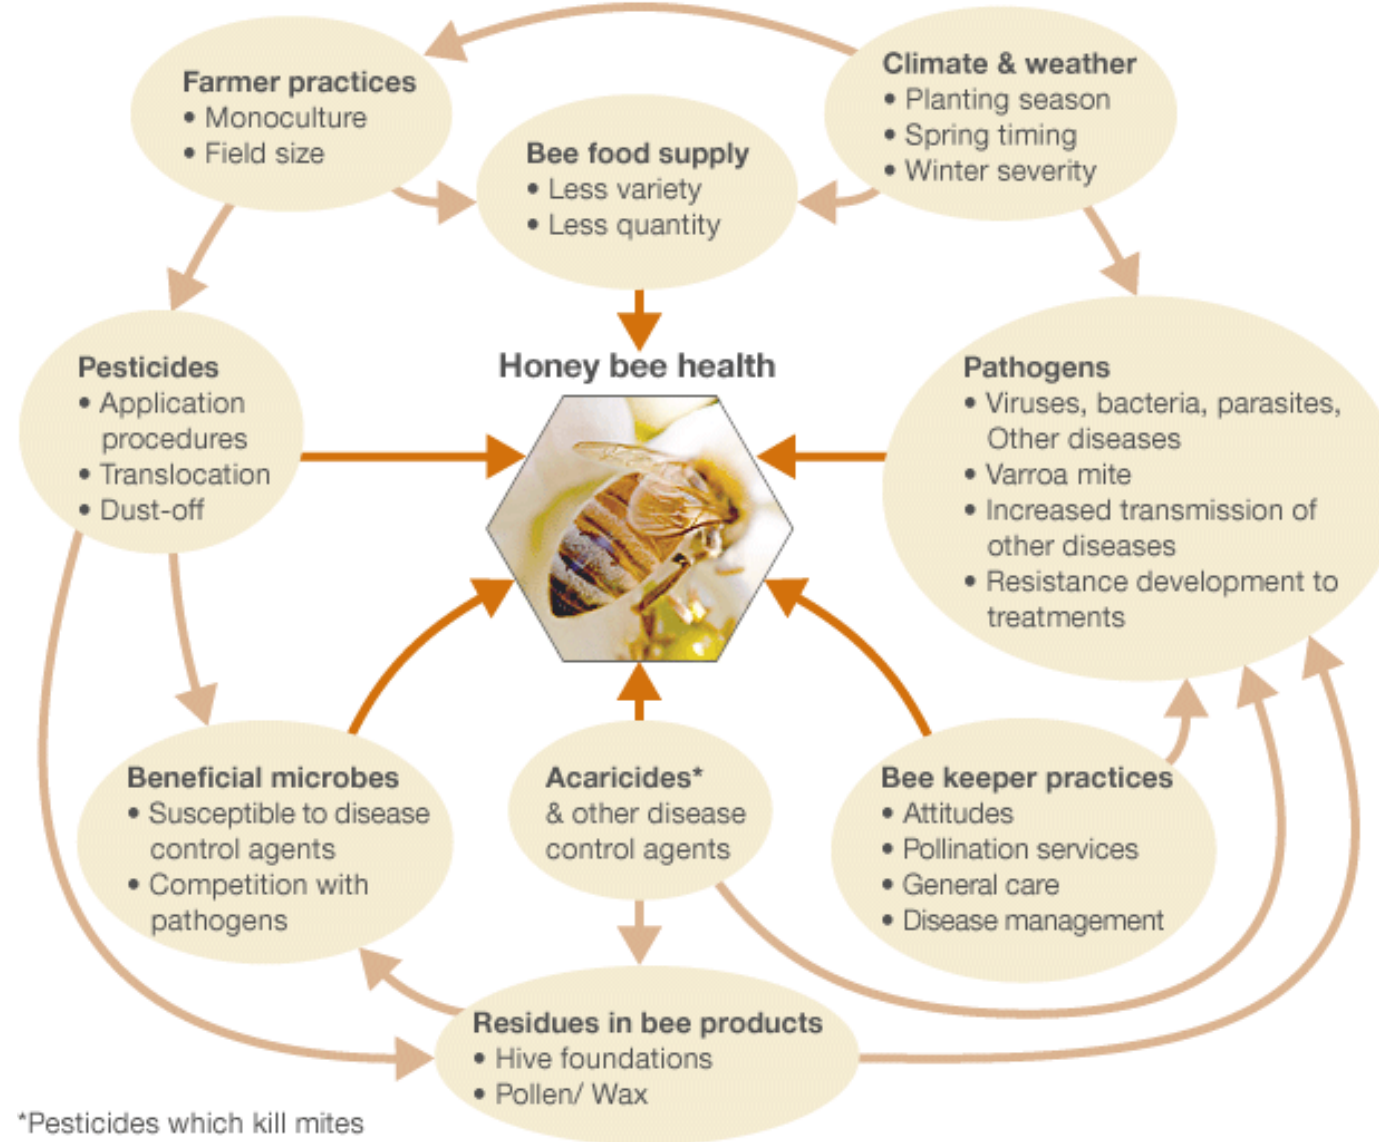 Farmer practices
• Monoculture
• Field size
Climate & weather
• Planting season
• Spring timing
• Winter severity
Bee food supply
• Less variety
• Less quantity
Pesticides
• Application
procedures
• Translocation
• Dust-off
Honey bee health
Pathogens
• Viruses, bacteria, parasites,
Other diseases
• Varroa mite
• Increased transmission of
other diseases
• Resistance development to
treatments
Beneficial microbes
• Susceptible to disease
control agents
• Competition with
pathogens
Acaricides*
& other disease
control agents
Bee keeper practices
• Attitudes
• Pollination services
• General care
• Disease management
Residues in bee products
• Hive foundations
• Pollen/ Wax
*Pesticides which kill mites